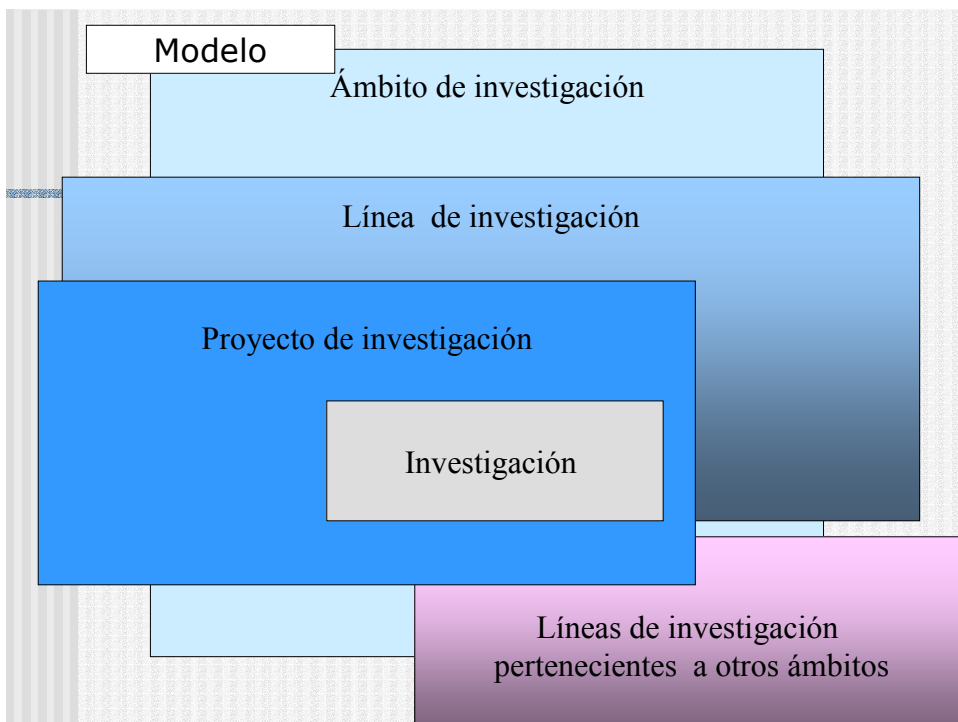 Modelo
Ámbito de investigación
Línea de investigación
Proyecto de investigación
Investigación
Líneas de investigación
pertenecientes a otros ámbitos